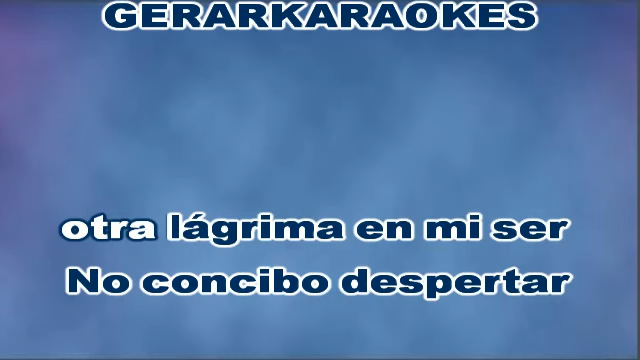 GERARKARAOKES
otra lágrima en mi ser
No concibo despertar